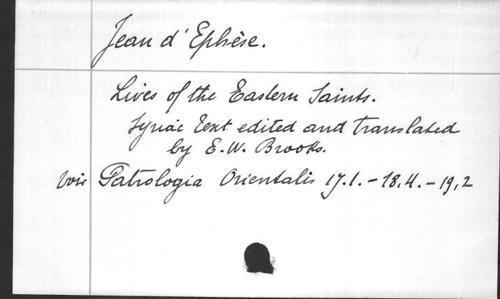 Jean d'Ephèse.
Lives of the Eastern Saints.
Syriac text edited and translated
by E.W. Brooks.
voir Patrologia Orientalis 17.1.-18.4.-19,2